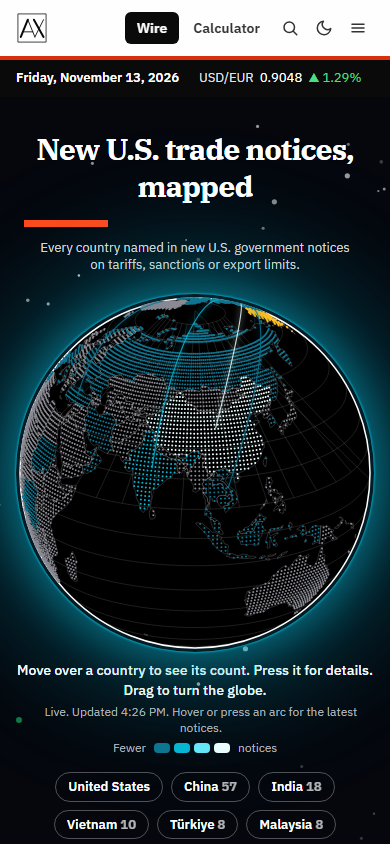 AX
Wire
Calculator
Friday, November 13, 2026
USD/EUR 0.9048 ▲ 1.29%
New U.S. trade notices,
mapped
Every country named in new U.S. government notices
on tariffs, sanctions or export limits.
Move over a country to see its count. Press it for details.
Drag to turn the globe.
Live. Updated 4:26 PM. Hover or press an arc for the latest
notices.
Fewer notices
United States
China 57
India 18
Vietnam 10
Türkiye 8
Malaysia 8